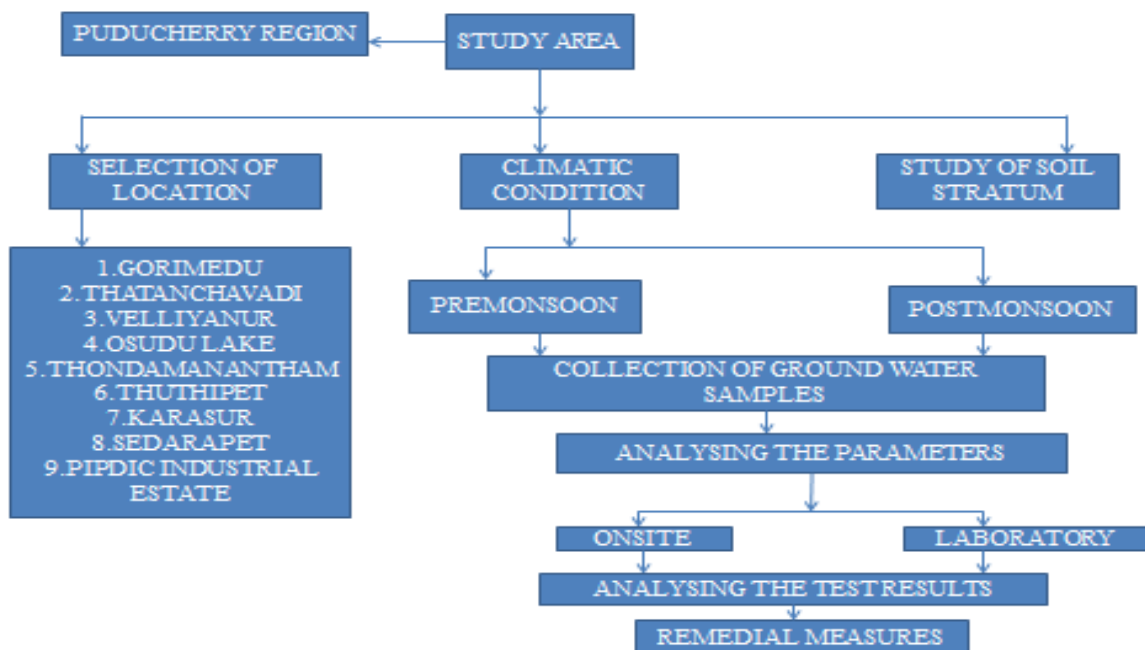 PUDUCHERRY REGION
STUDY AREA
SELECTION OF
LOCATION
CLIMATIC
CONDITION
STUDY OF SOIL
STRATUM
1.GORIMEDU
2.THATANCHAVADI
3.VELLIYANUR
4.OSUDU LAKE
5.THONDAMANANTHAM
6.THUTHIPET
7.KARASUR
8.SEDARAPET
9.PIPDIC INDUSTRIAL
ESTATE
PREMONSOON
POSTMONSOON
COLLECTION OF GROUND WATER
SAMPLES
ANALYSING THE PARAMETERS
ONSITE
LABORATORY
ANALYSING THE TEST RESULTS
REMEDIAL MEASURES